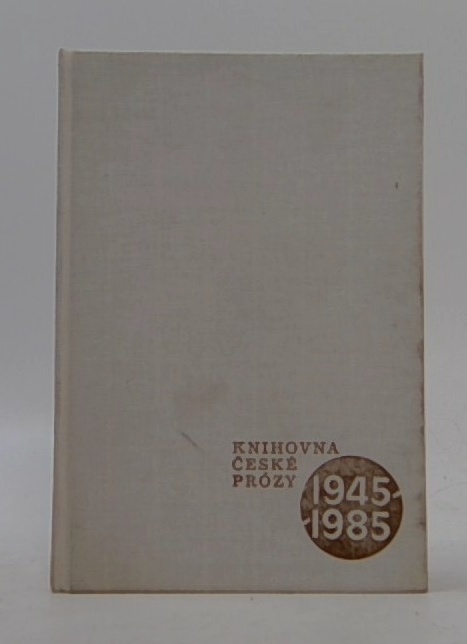 KNIHOVNA
ČESKÉ
PRÓZY
1945-
-1985